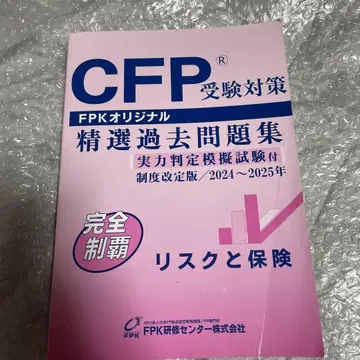 CFP® 受験対策
FPKオリジナル
精選過去問題集
実力判定模擬試験付
制度改定版/2024~2025年
完全
制覇
リスクと保険
FPK
FPK研修センター株式会社